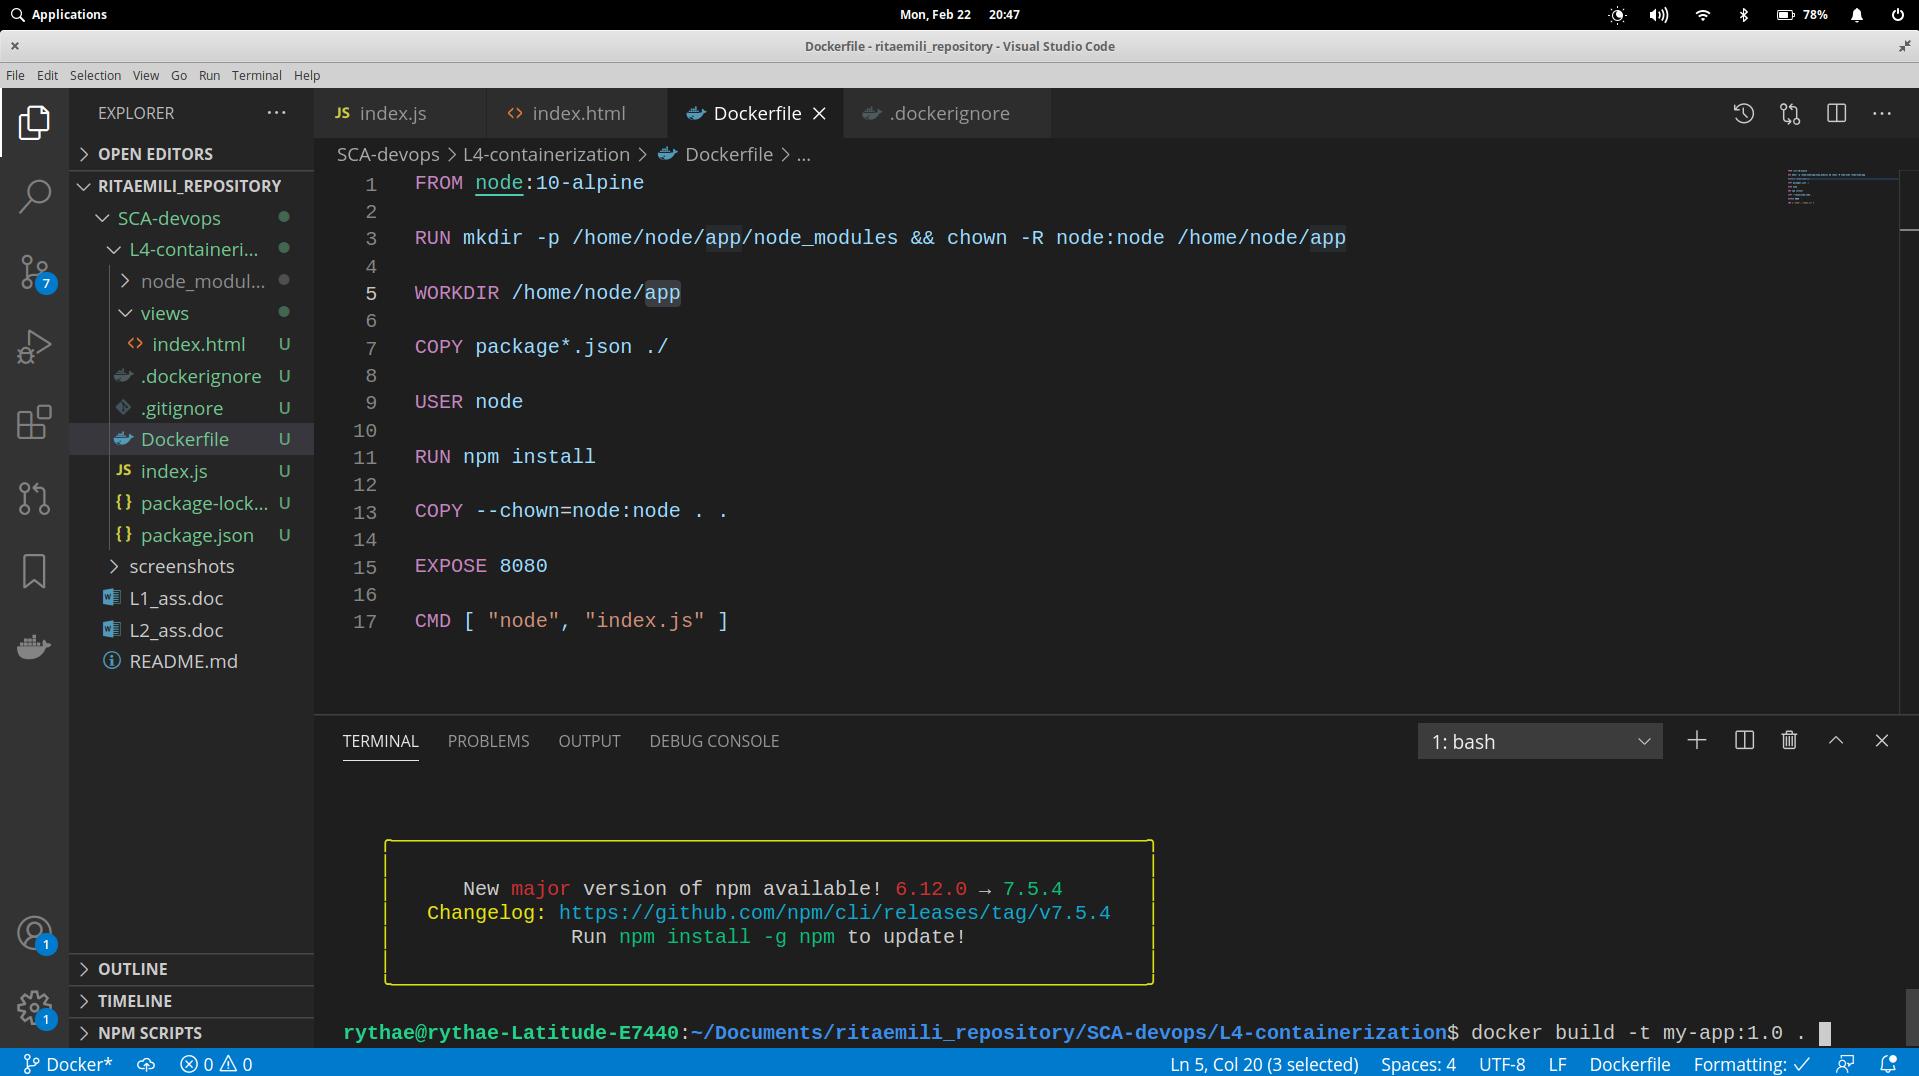 Applications
Mon, Feb 22 20:47
78%
Dockerfile - ritaemili_repository - Visual Studio Code
File Edit Selection View Go Run Terminal Help
EXPLORER
OPEN EDITORS
RITAEMILI_REPOSITORY
SCA-devops
L4-containeri...
node_modul...
views
index.html U
.dockerignore U
.gitignore U
Dockerfile U
index.js U
package-lock... U
package.json U
screenshots
L1_ass.doc
L2_ass.doc
README.md
OUTLINE
TIMELINE
NPM SCRIPTS
7
1
1
index.js index.html Dockerfile .dockerignore
SCA-devops > L4-containerization > Dockerfile > ...
1 FROM node:10-alpine
2
3 RUN mkdir -p /home/node/app/node_modules && chown -R node:node /home/node/app
4
5 WORKDIR /home/node/app
6
7 COPY package*.json ./
8
9 USER node
10
11 RUN npm install
12
13 COPY --chown=node:node . .
14
15 EXPOSE 8080
16
17 CMD [ "node", "index.js" ]
TERMINAL PROBLEMS OUTPUT DEBUG CONSOLE
1: bash
New major version of npm available! 6.12.0 → 7.5.4
Changelog: https://github.com/npm/cli/releases/tag/v7.5.4
Run npm install -g npm to update!
rythae@rythae-Latitude-E7440:~/Documents/ritaemili_repository/SCA-devops/L4-containerization$ docker build -t my-app:1.0 .
Docker* 0 0 Ln 5, Col 20 (3 selected) Spaces: 4 UTF-8 LF Dockerfile Formatting: ✓